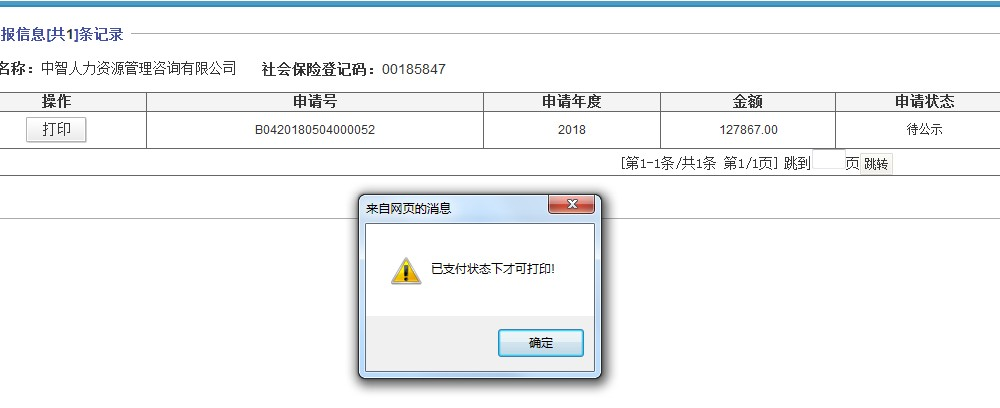 报信息[共1]条记录
名称：中智人力资源管理咨询有限公司 社会保险登记码：00185847
操作 申请号 申请年度 金额 申请状态
打印 B0420180504000052 2018 127867.00 待公示
[第1-1条/共1条 第1/1页] 跳到 页 跳转
来自网页的消息
已支付状态下才可打印!
确定